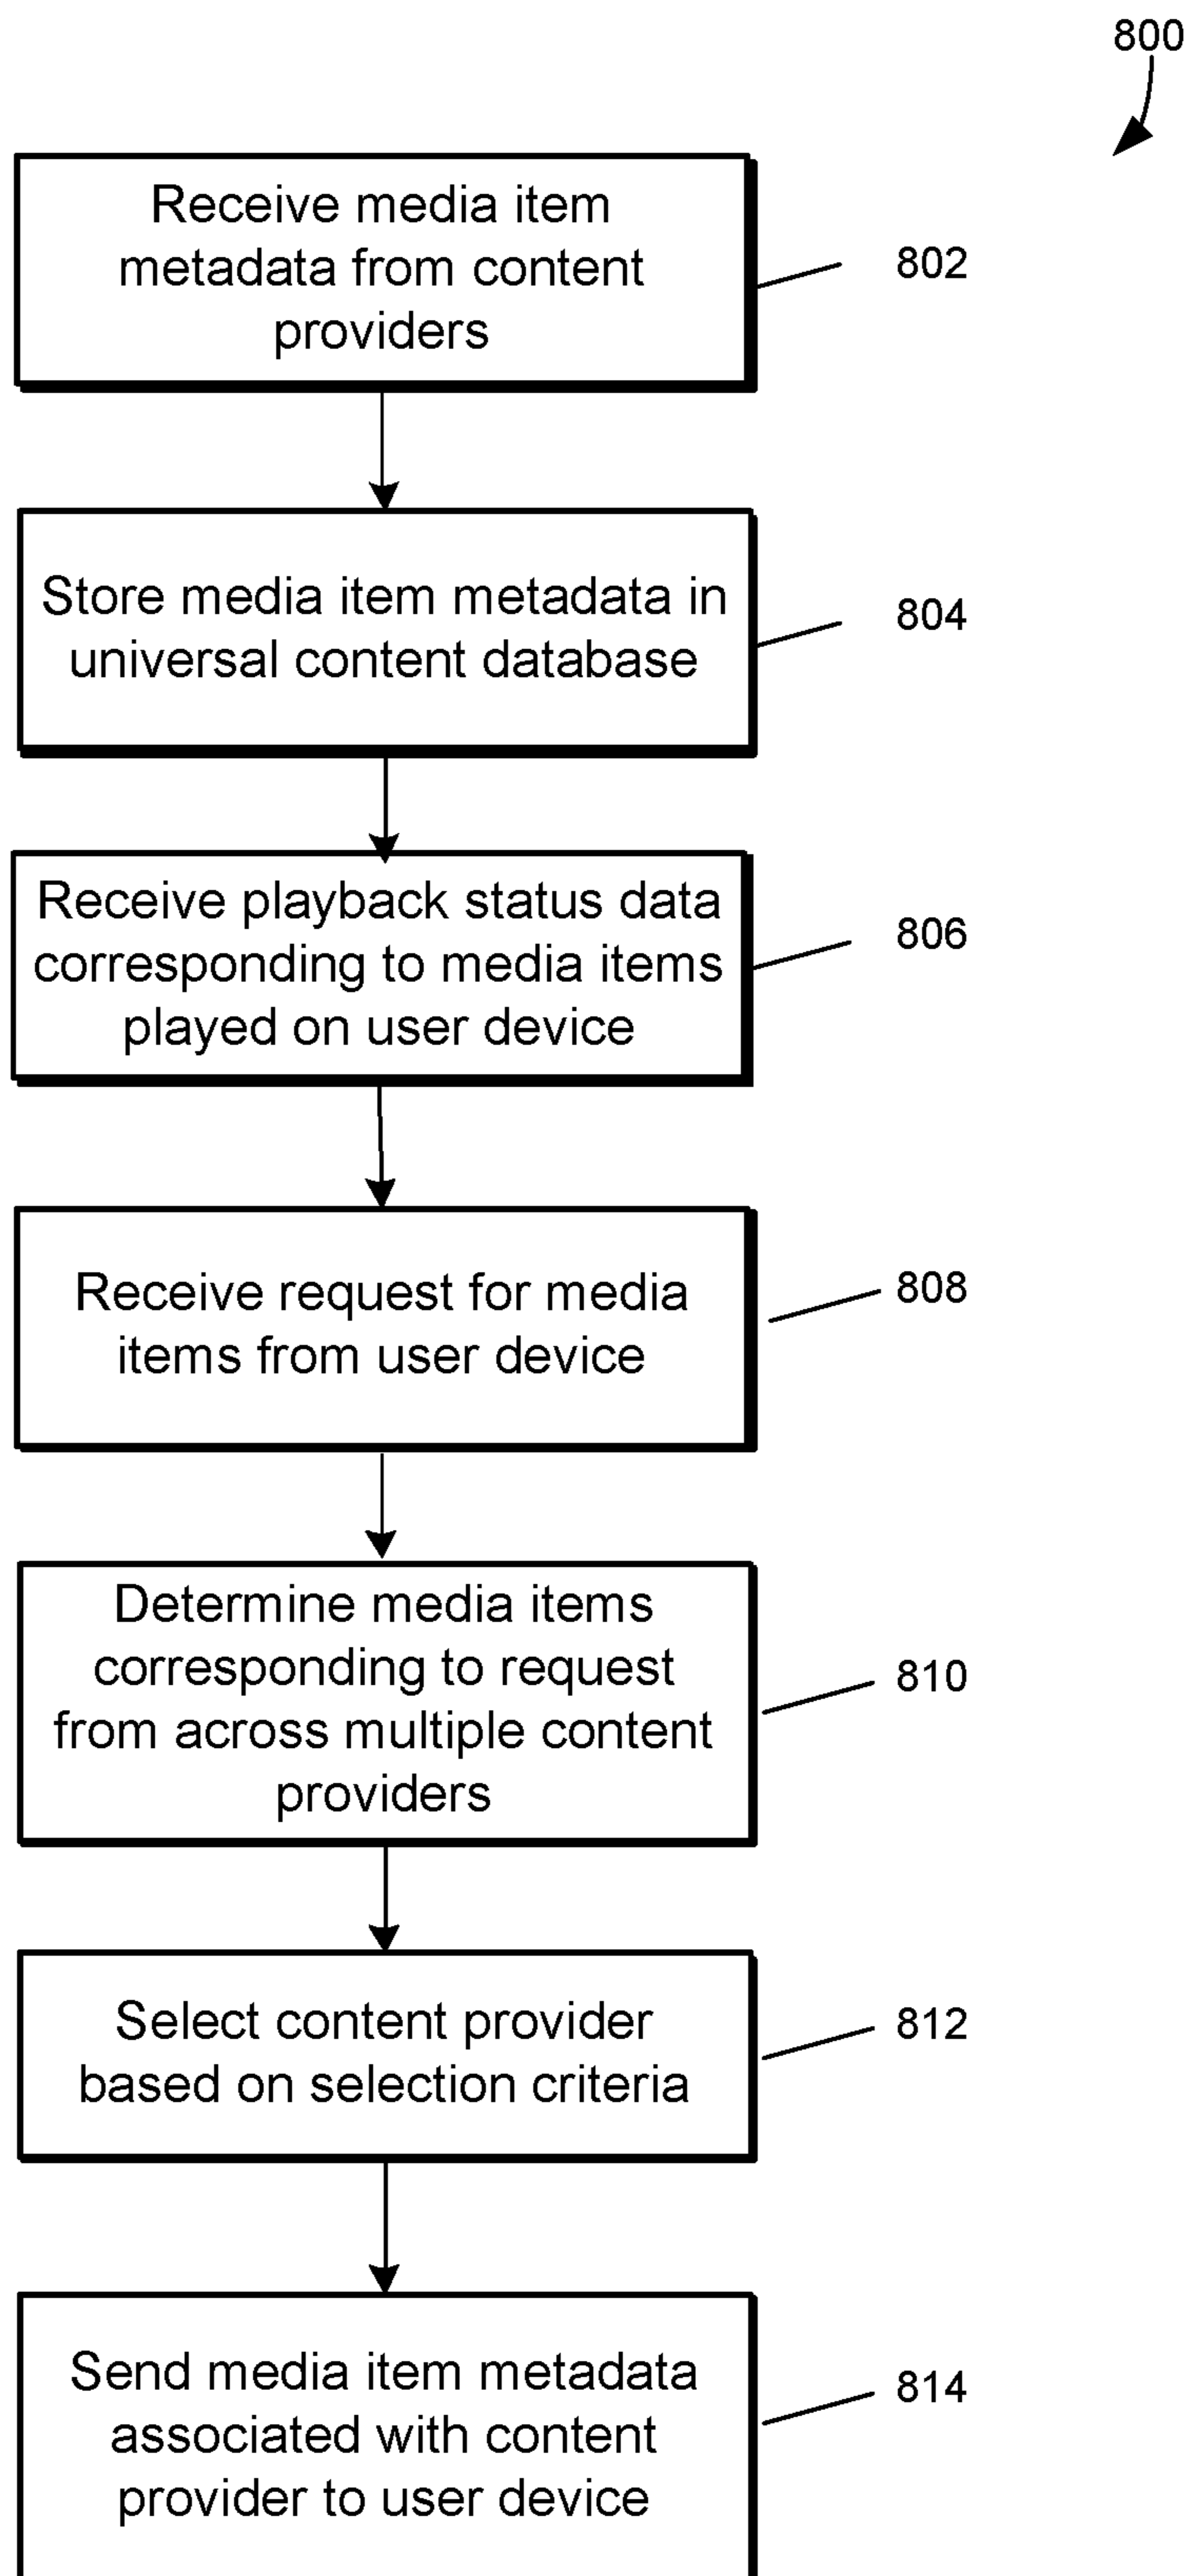 800
Receive media item
metadata from content
providers
802
Store media item metadata in
universal content database
804
Receive playback status data
corresponding to media items
played on user device
806
Receive request for media
items from user device
808
Determine media items
corresponding to request
from across multiple content
providers
810
Select content provider
based on selection criteria
812
Send media item metadata
associated with content
provider to user device
814